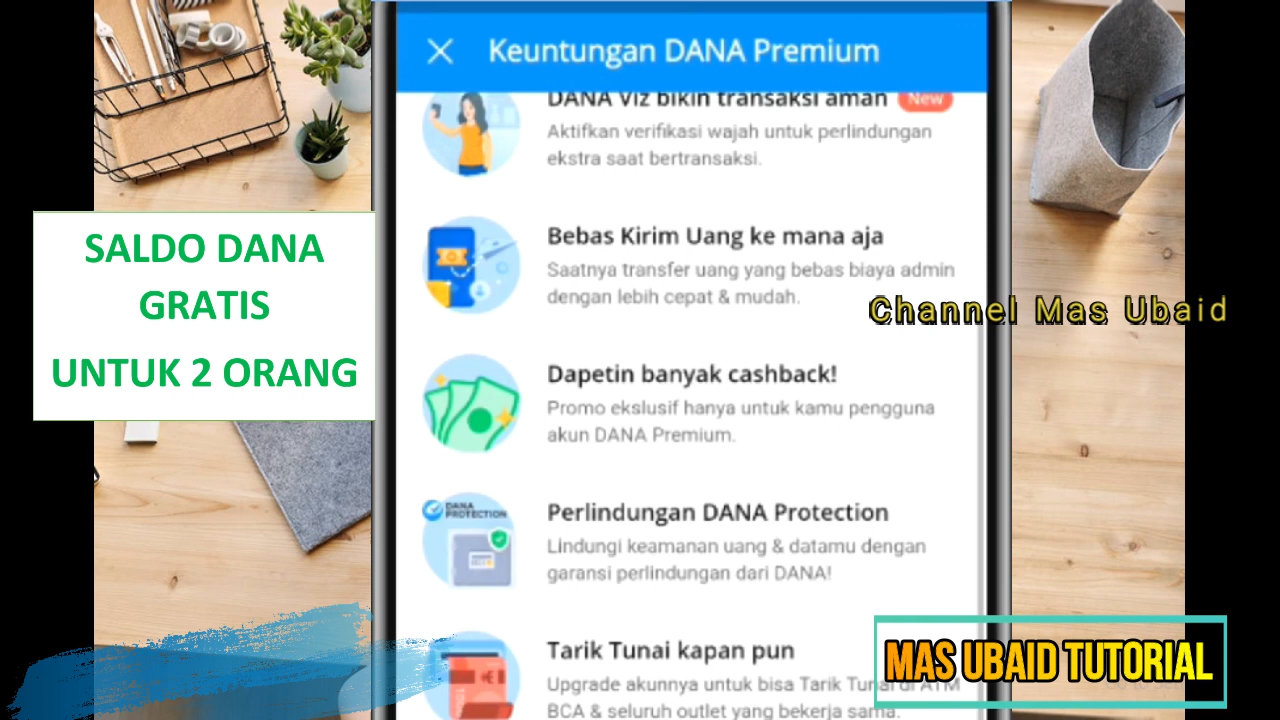 Keuntungan DANA Premium
DANA Viz bikin transaksi aman New
Aktifkan verifikasi wajah untuk perlindungan
ekstra saat bertransaksi.
SALDO DANA
GRATIS
UNTUK 2 ORANG
Bebas Kirim Uang ke mana aja
Saatnya transfer uang yang bebas biaya admin
dengan lebih cepat & mudah.
Channel Mas Ubaid
Dapetin banyak cashback!
Promo ekslusif hanya untuk kamu pengguna
akun DANA Premium.
DANA
PROTECTION
Perlindungan DANA Protection
Lindungi keamanan uang & datamu dengan
garansi perlindungan dari DANA!
Tarik Tunai kapan pun
Upgrade akunnya untuk bisa Tarik Tunai di ATM
BCA & seluruh outlet yang bekerja sama.
MAS UBAID TUTORIAL